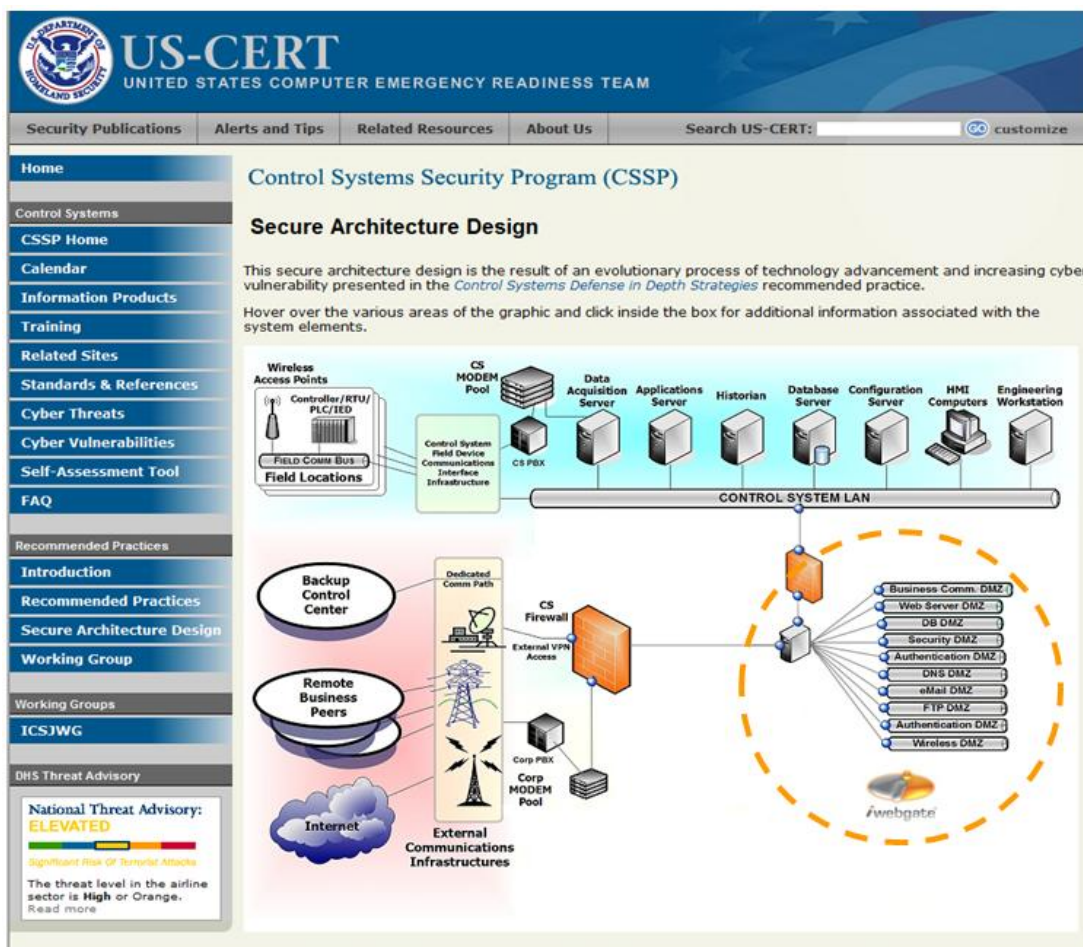 U.S. DEPARTMENT OF HOMELAND SECURITY
US-CERT
UNITED STATES COMPUTER EMERGENCY READINESS TEAM
Security Publications
Alerts and Tips
Related Resources
About Us
Search US-CERT:
GO
customize
Home
Control Systems
CSSP Home
Calendar
Information Products
Training
Related Sites
Standards & References
Cyber Threats
Cyber Vulnerabilities
Self-Assessment Tool
FAQ
Recommended Practices
Introduction
Recommended Practices
Secure Architecture Design
Working Group
Working Groups
ICSJWG
DHS Threat Advisory
National Threat Advisory:
ELEVATED
Significant Risk Of Terrorist Attacks
The threat level in the airline
sector is High or Orange.
Read more
Control Systems Security Program (CSSP)
Secure Architecture Design
This secure architecture design is the result of an evolutionary process of technology advancement and increasing cyber
vulnerability presented in the Control Systems Defense in Depth Strategies recommended practice.
Hover over the various areas of the graphic and click inside the box for additional information associated with the
system elements.
Wireless
Access Points
Controller/RTU/
PLC/IED
FIELD COMM BUS
Field Locations
Control System
Field Device
Communications
Interface
Infrastructure
CS
MODEM
Pool
CS PBX
Data
Acquisition
Server
Applications
Server
Historian
Database
Server
Configuration
Server
HMI
Computers
Engineering
Workstation
CONTROL SYSTEM LAN
Backup
Control
Center
Remote
Business
Peers
Internet
Dedicated
Comm Path
External
Communications
Infrastructures
CS
Firewall
External VPN
Access
Corp PBX
Corp
MODEM
Pool
Business Comm. DMZ
Web Server DMZ
DB DMZ
Security DMZ
Authentication DMZ
DNS DMZ
eMail DMZ
FTP DMZ
Authentication DMZ
Wireless DMZ
iwebgate